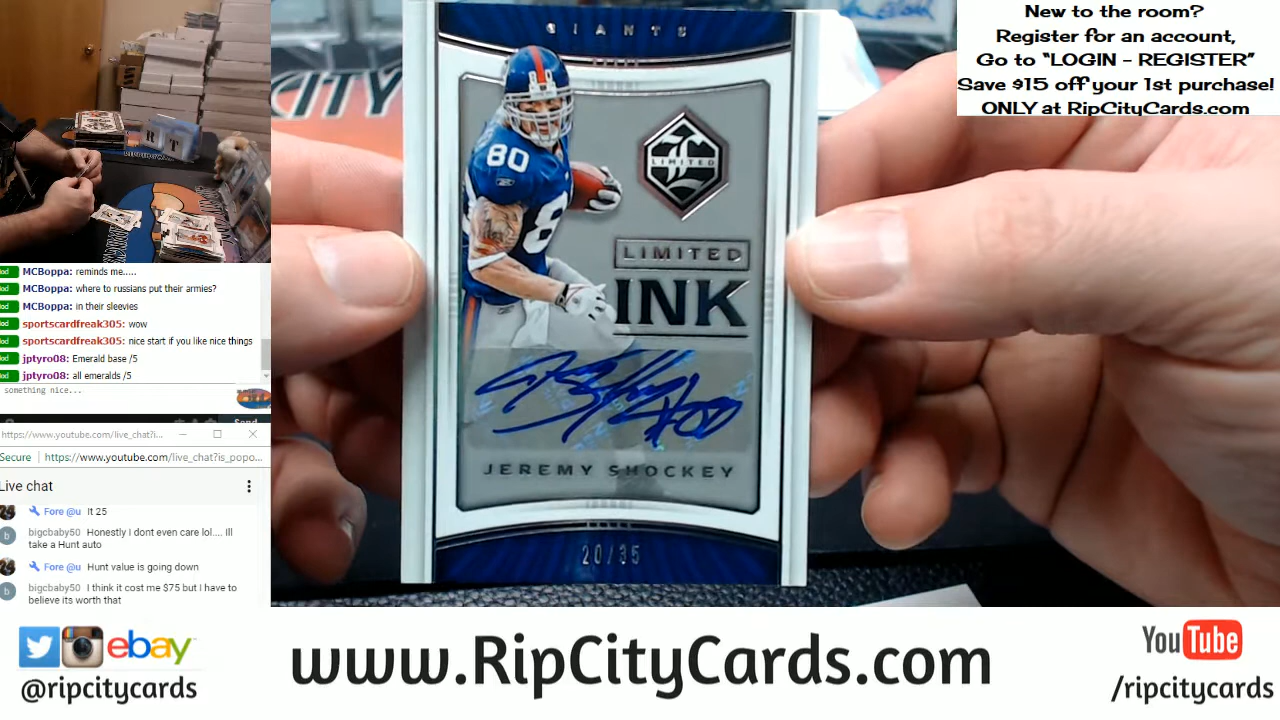 New to the room?
Register for an account,
Go to “LOGIN - REGISTER”
Save $15 off your 1st purchase!
ONLY at RipCityCards.com
GIANTS
80
8
LIMITED
LIMITED
INK
#80
JEREMY SHOCKEY
20/35
CITY
R T
MCBoppa: reminds me.....
MCBoppa: where to russians put their armies?
MCBoppa: in their sleevies
sportscardfreak305: wow
sportscardfreak305: nice start if you like nice things
jptyro08: Emerald base /5
jptyro08: all emeralds /5
something nice...
Send
https://www.youtube.com/live_chat?i...
Secure https://www.youtube.com/live_chat?is_popo...
Live chat
Fore @u It 25
b bigcbaby50 Honestly I dont even care lol.... Ill
take a Hunt auto
Fore @u Hunt value is going down
b bigcbaby50 I think it cost me $75 but I have to
believe its worth that
ebay
@ripcitycards
www.RipCityCards.com
YouTube
/ripcitycards